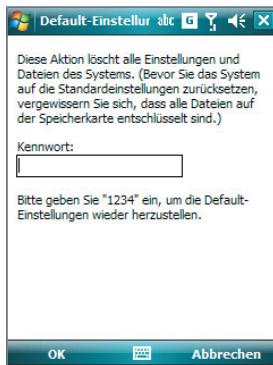 Default-Einstellur abc G
Diese Aktion löscht alle Einstellungen und
Dateien des Systems. (Bevor Sie das System
auf die Standardeinstellungen zurücksetzen,
vergewissern Sie sich, dass alle Dateien auf
der Speicherkarte entschlüsselt sind.)
Kennwort:
Bitte geben Sie "1234" ein, um die Default-
Einstellungen wieder herzustellen.
OK Abbrechen